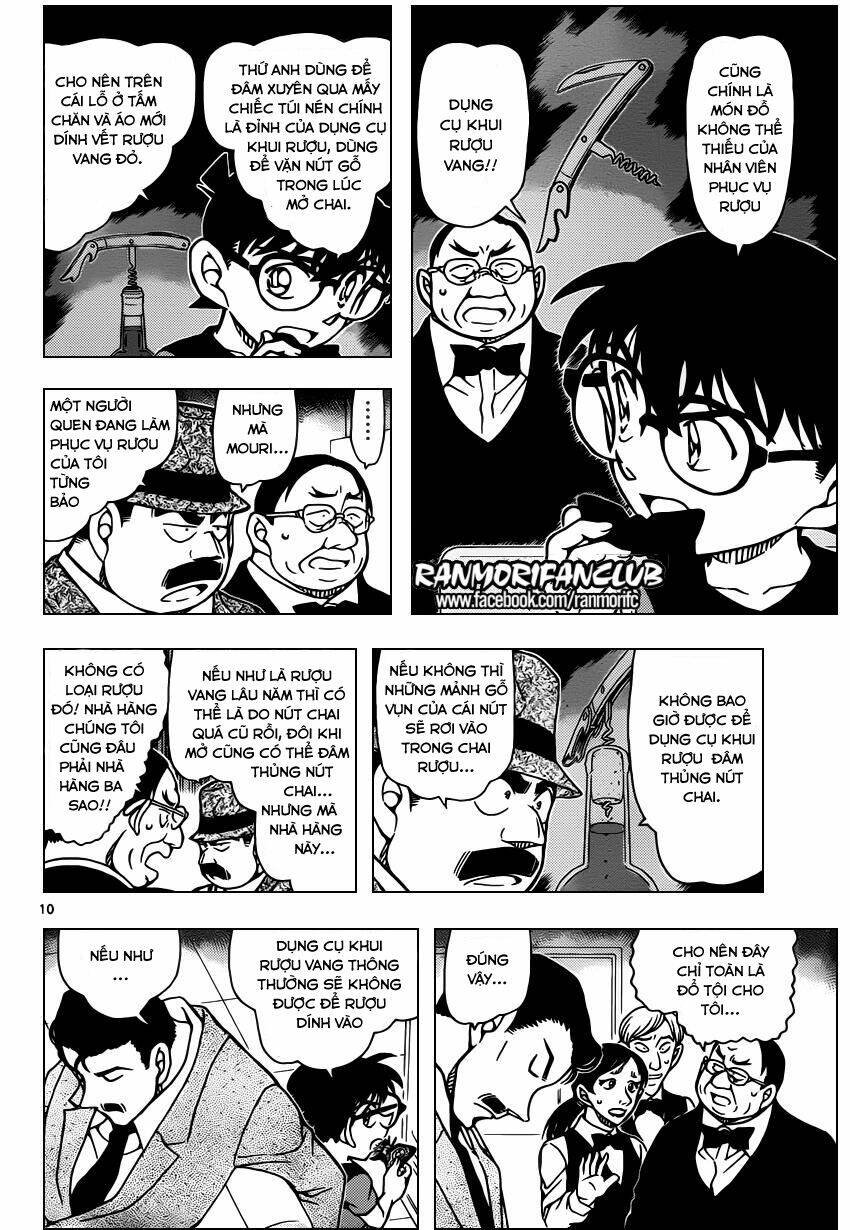 CŨNG
CHÍNH LÀ
MÓN ĐỒ
KHÔNG THỂ
THIẾU CỦA
NHÂN VIÊN
PHỤC VỤ
RƯỢU
DỤNG
CỤ KHUI
RƯỢU
VANG!!
RANMORIFANCLUB
www.facebook.com/ranmorifc
THỨ ANH DÙNG ĐỂ
ĐÂM XUYÊN QUA MẤY
CHIẾC TÚI NÉN CHÍNH
LÀ ĐỈNH CỦA DỤNG CỤ
KHUI RƯỢU, DÙNG
ĐỂ VẶN NÚT GỖ
TRONG LÚC
MỞ CHAI.
CHO NÊN TRÊN
CÁI LỖ Ở TẤM
CHĂN VÀ ÁO MỚI
DÍNH VẾT RƯỢU
VANG ĐỎ.
......
NHƯNG
MÀ
MOURI...
MỘT NGƯỜI
QUEN ĐANG LÀM
PHỤC VỤ RƯỢU
CỦA TÔI
TỪNG
BẢO
KHÔNG BAO
GIỜ ĐƯỢC ĐỂ
DỤNG CỤ KHUI
RƯỢU ĐÂM
THỦNG NÚT
CHAI.
NẾU KHÔNG THÌ
NHỮNG MẢNH GỖ
VỤN CỦA CÁI NÚT
SẼ RƠI VÀO
TRONG CHAI
RƯỢU...
NẾU NHƯ LÀ RƯỢU
VANG LÂU NĂM THÌ CÓ
THỂ LÀ DO NÚT CHAI
QUÁ CŨ RỒI, ĐÔI KHI
MỞ CŨNG CÓ THỂ ĐÂM
THỦNG NÚT
CHAI...
NHƯNG MÀ
NHÀ HÀNG
NÀY...
KHÔNG CÓ
LOẠI RƯỢU
ĐÓ! NHÀ HÀNG
CHÚNG TÔI
CŨNG ĐÂU
PHẢI NHÀ
HÀNG BA
SAO!!
10
CHO NÊN ĐÂY
CHỈ TOÀN LÀ
ĐỔ TỘI CHO
TÔI...
ĐÚNG
VẬY...
DỤNG CỤ KHUI
RƯỢU VANG THÔNG
THƯỜNG SẼ KHÔNG
ĐƯỢC ĐỂ RƯỢU
DÍNH VÀO
NẾU NHƯ
...